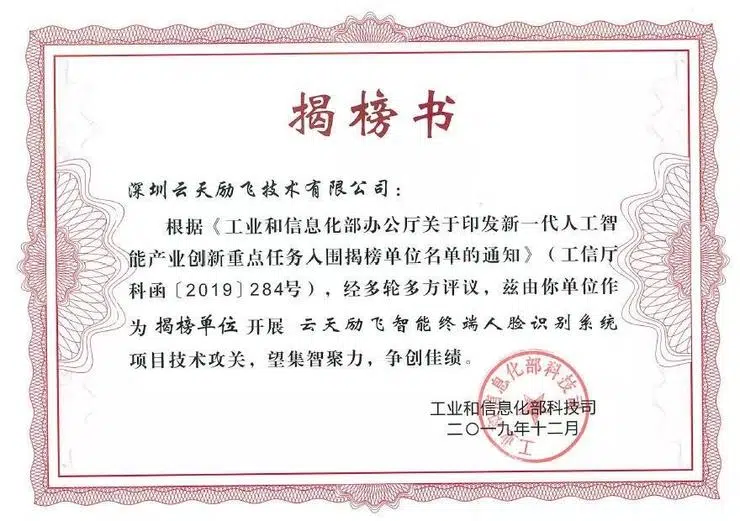 揭榜书
深圳云天励飞技术有限公司：
根据《工业和信息化部办公厅关于印发新一代人工智
能产业创新重点任务入围揭榜单位名单的通知》（工信厅
科函〔2019〕284号），经多轮多方评议，兹由你单位作
为 揭榜单位 开展 云天励飞智能终端人脸识别系统
项目技术攻关，望集智聚力，争创佳绩。
工业和信息化部科技司
二〇一九年十二月
工业和信息化部科技司